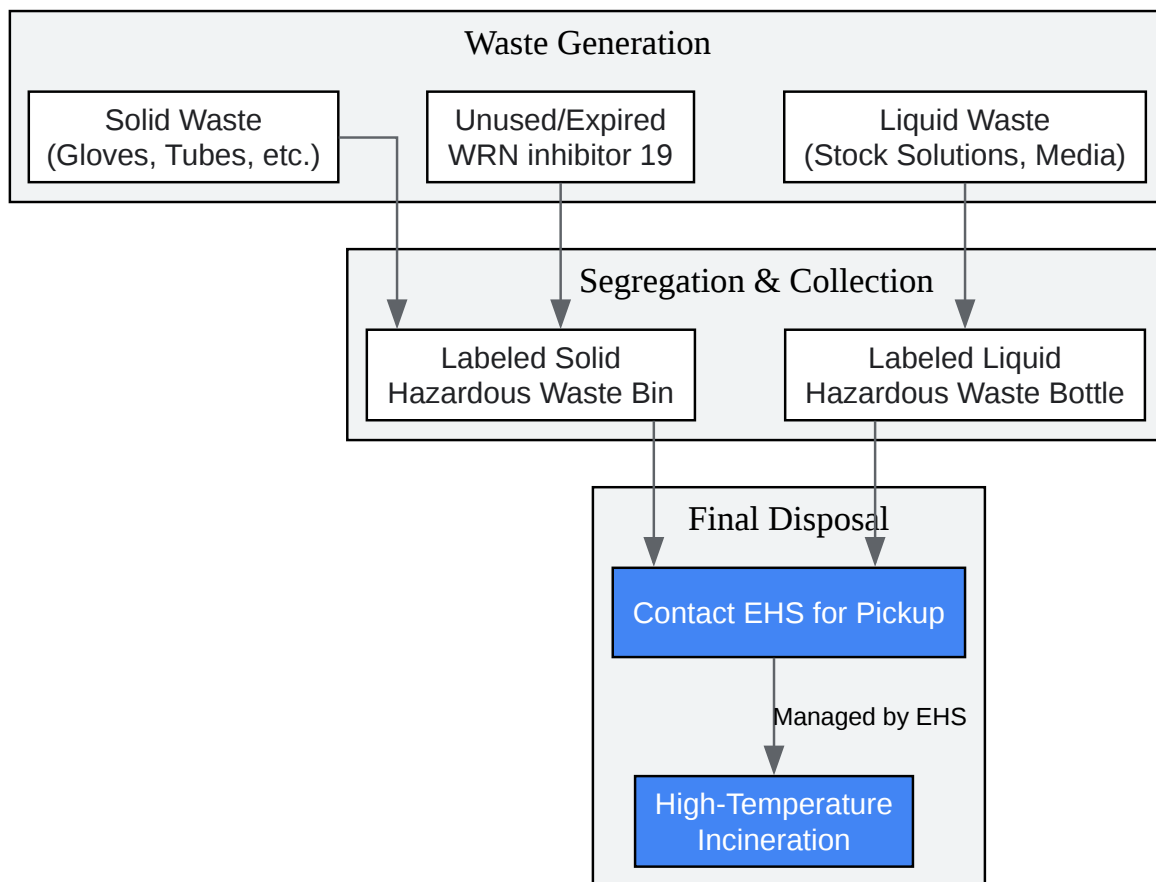 Waste Generation
Solid Waste
(Gloves, Tubes, etc.)
Unused/Expired
WRN inhibitor 19
Liquid Waste
(Stock Solutions, Media)
Segregation & Collection
Labeled Solid
Hazardous Waste Bin
Labeled Liquid
Hazardous Waste Bottle
Final Disposal
Contact EHS for Pickup
Managed by EHS
High-Temperature
Incineration